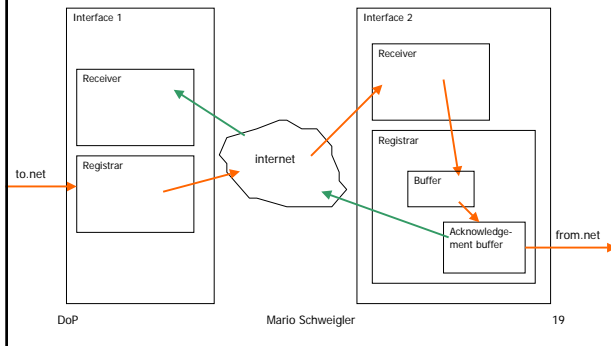 Interface 1
Receiver
Registrar
to.net
internet
Interface 2
Receiver
Registrar
Buffer
Acknowledge-
ment buffer
from.net
DoP
Mario Schweigler
19